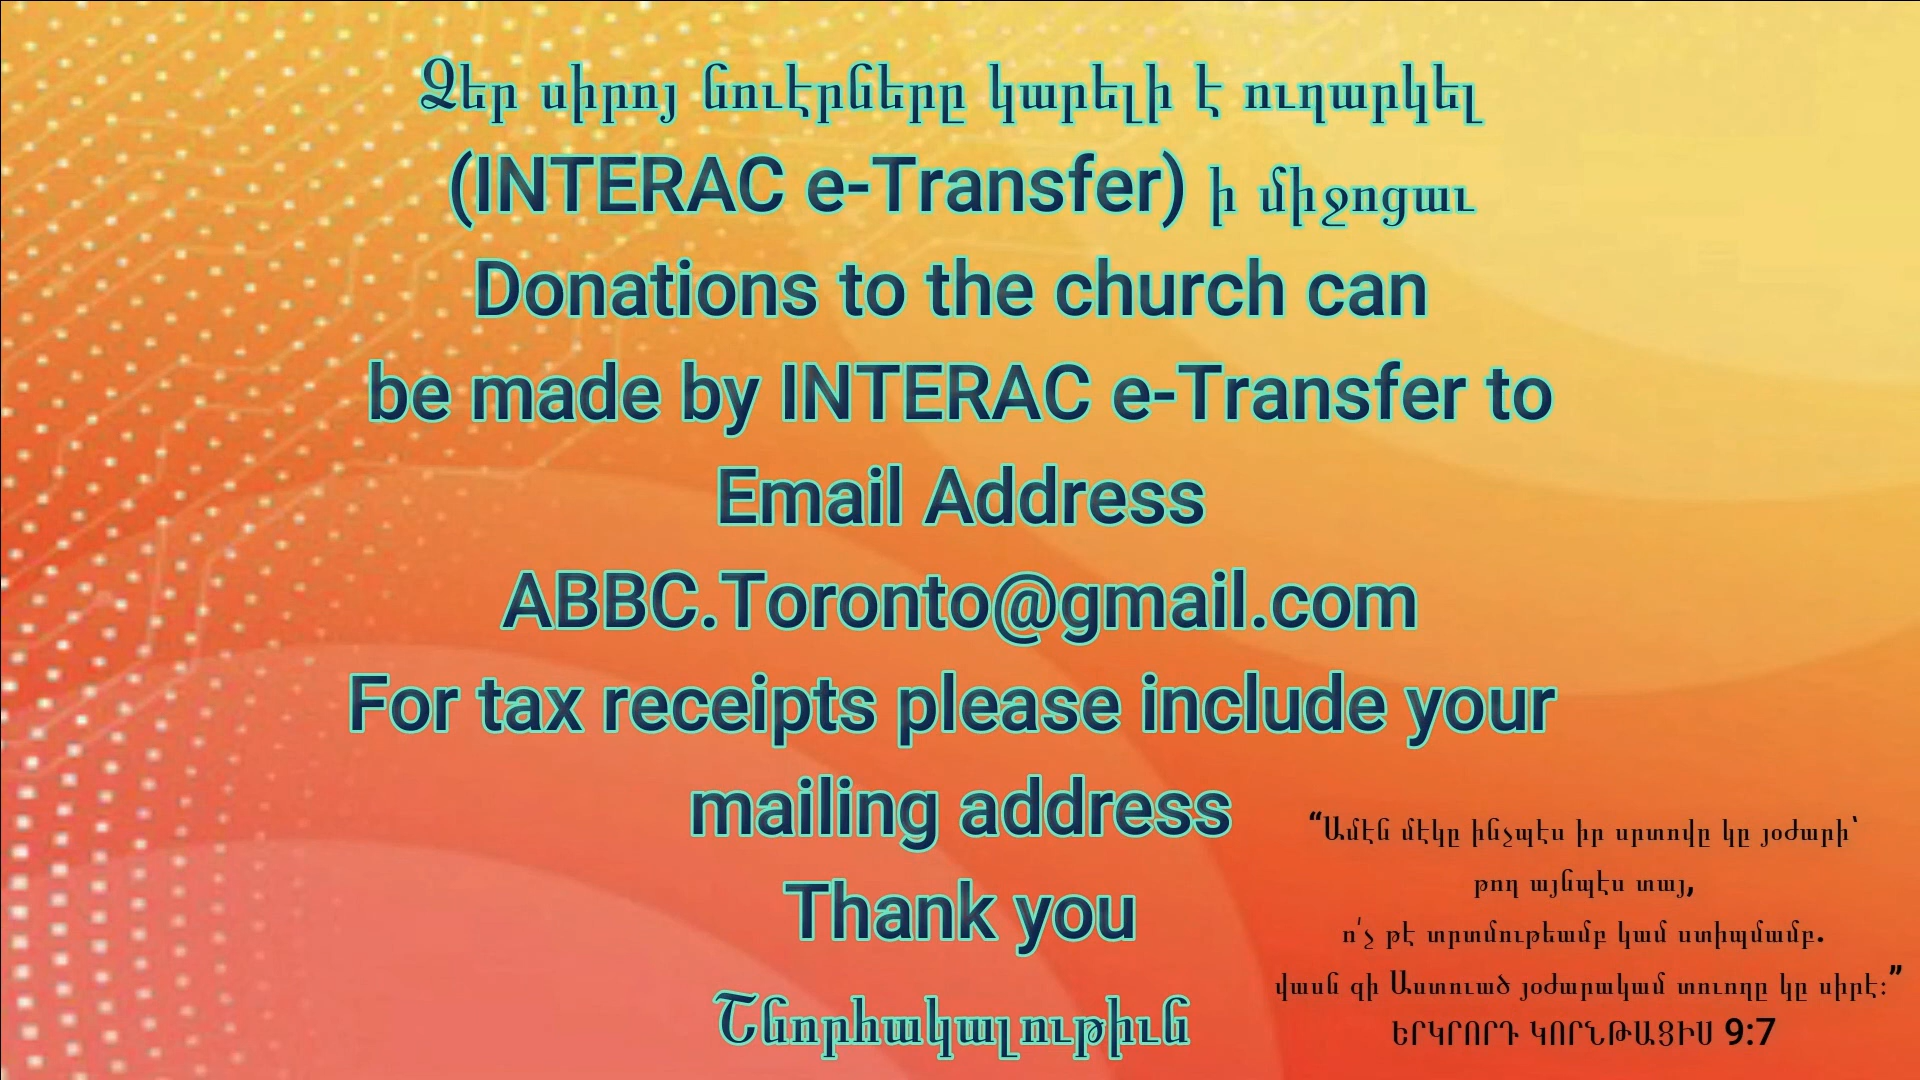 Ձեր սիրոյ նուէրները կարելի է ուղարկել
(INTERAC e-Transfer) ի միջոցաւ
Donations to the church can
be made by INTERAC e-Transfer to
Email Address
ABBC.Toronto@gmail.com
For tax receipts please include your
mailing address
Thank you
Շնորհակալութիւն
“Ամէն մէկը ինչպէս իր սրտովը կը յօժարի՝
թող այնպէս տայ,
ո՛չ թէ տրտմութեամբ կամ ստիպմամբ.
վասն զի Աստուած յօժարակամ տուողը կը սիրէ։”
ԵՐԿՐՈՐԴ ԿՈՐՆԹԱՑԻՍ 9:7